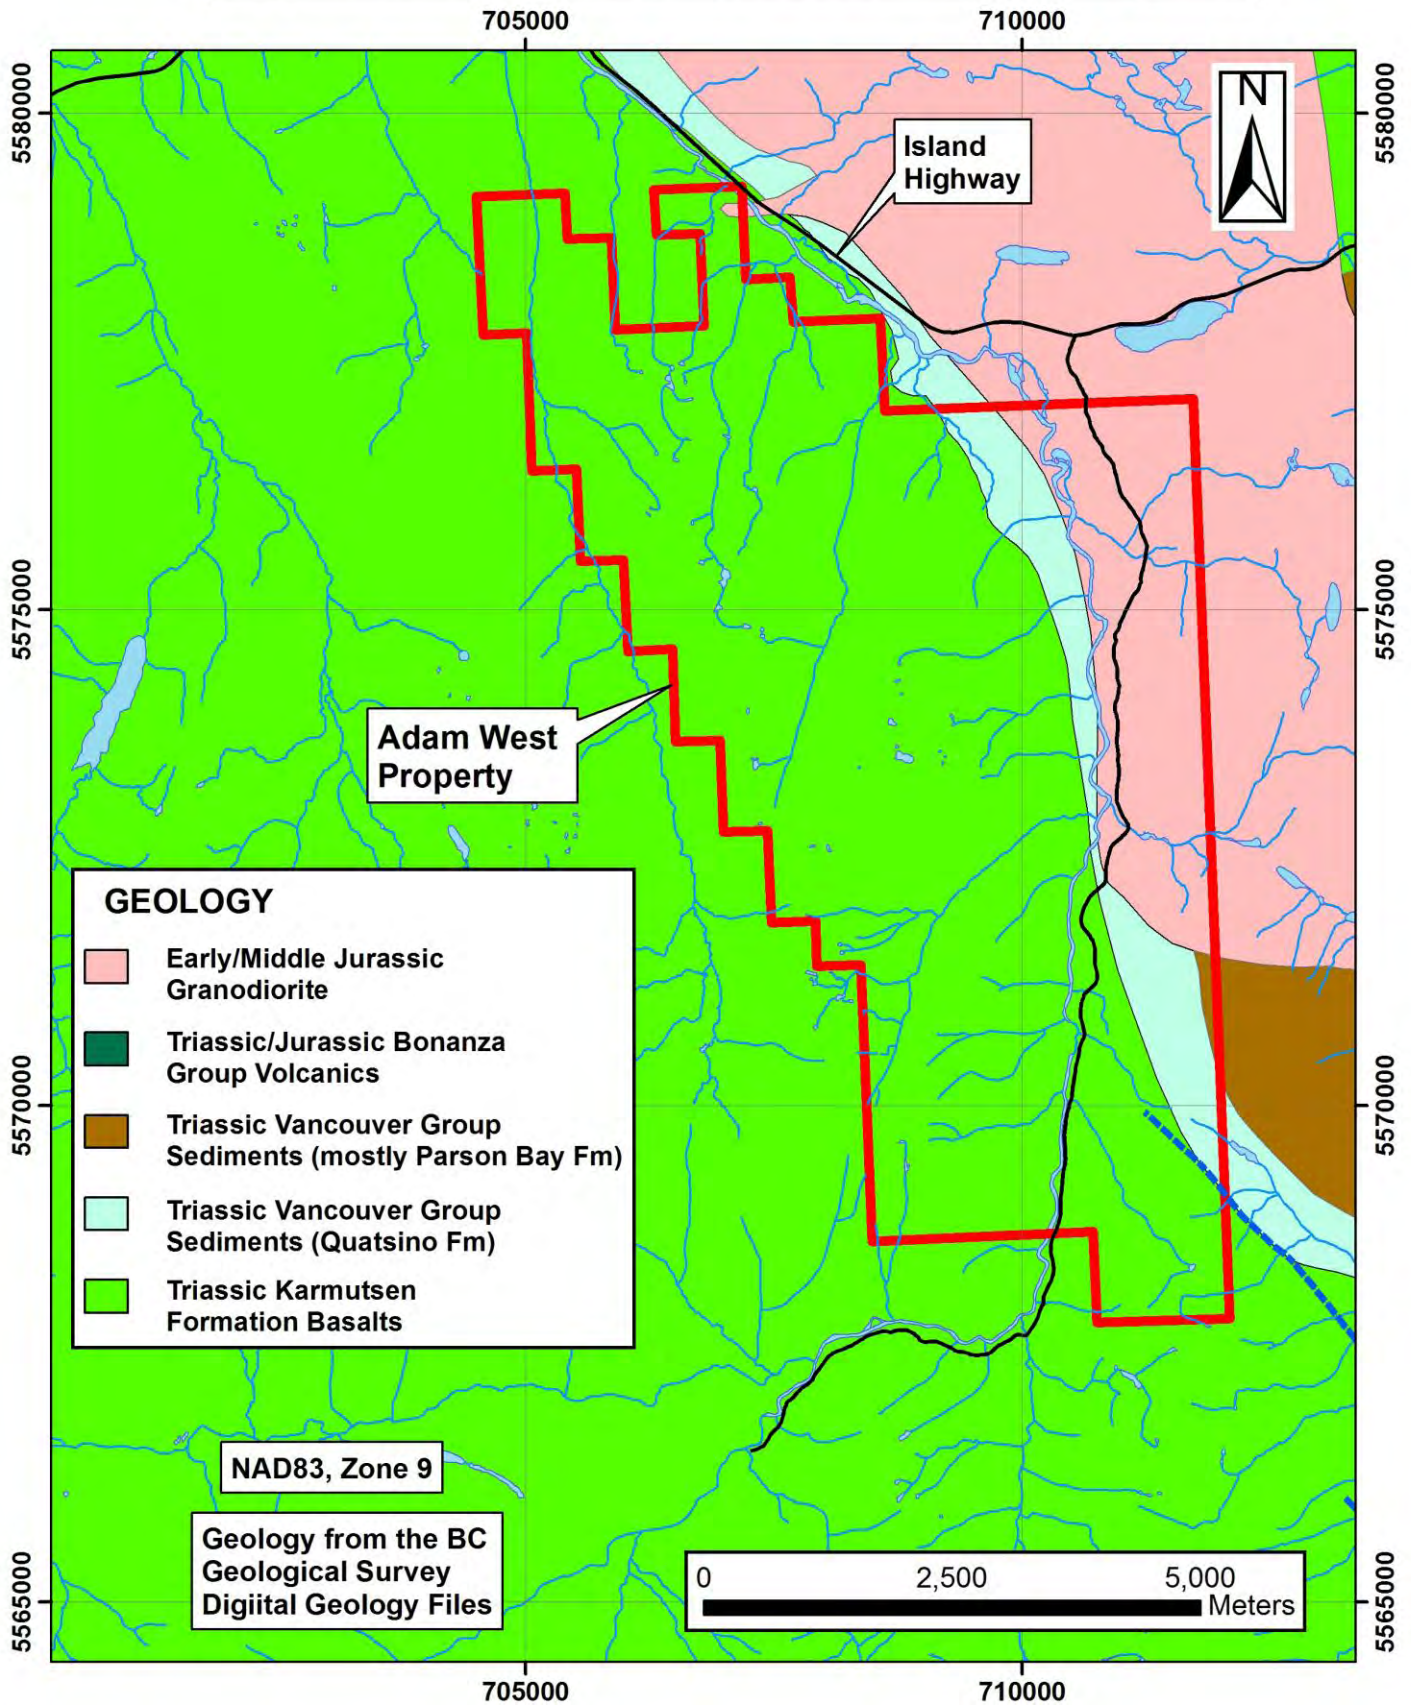 705000
710000
5580000
5580000
N
Island
Highway
5575000
5575000
Adam West
Property
GEOLOGY
Early/Middle Jurassic
Granodiorite
Triassic/Jurassic Bonanza
Group Volcanics
Triassic Vancouver Group
Sediments (mostly Parson Bay Fm)
Triassic Vancouver Group
Sediments (Quatsino Fm)
Triassic Karmutsen
Formation Basalts
5570000
5570000
NAD83, Zone 9
Geology from the BC
Geological Survey
Digiital Geology Files
0
2,500
5,000
Meters
5565000
5565000
705000
710000